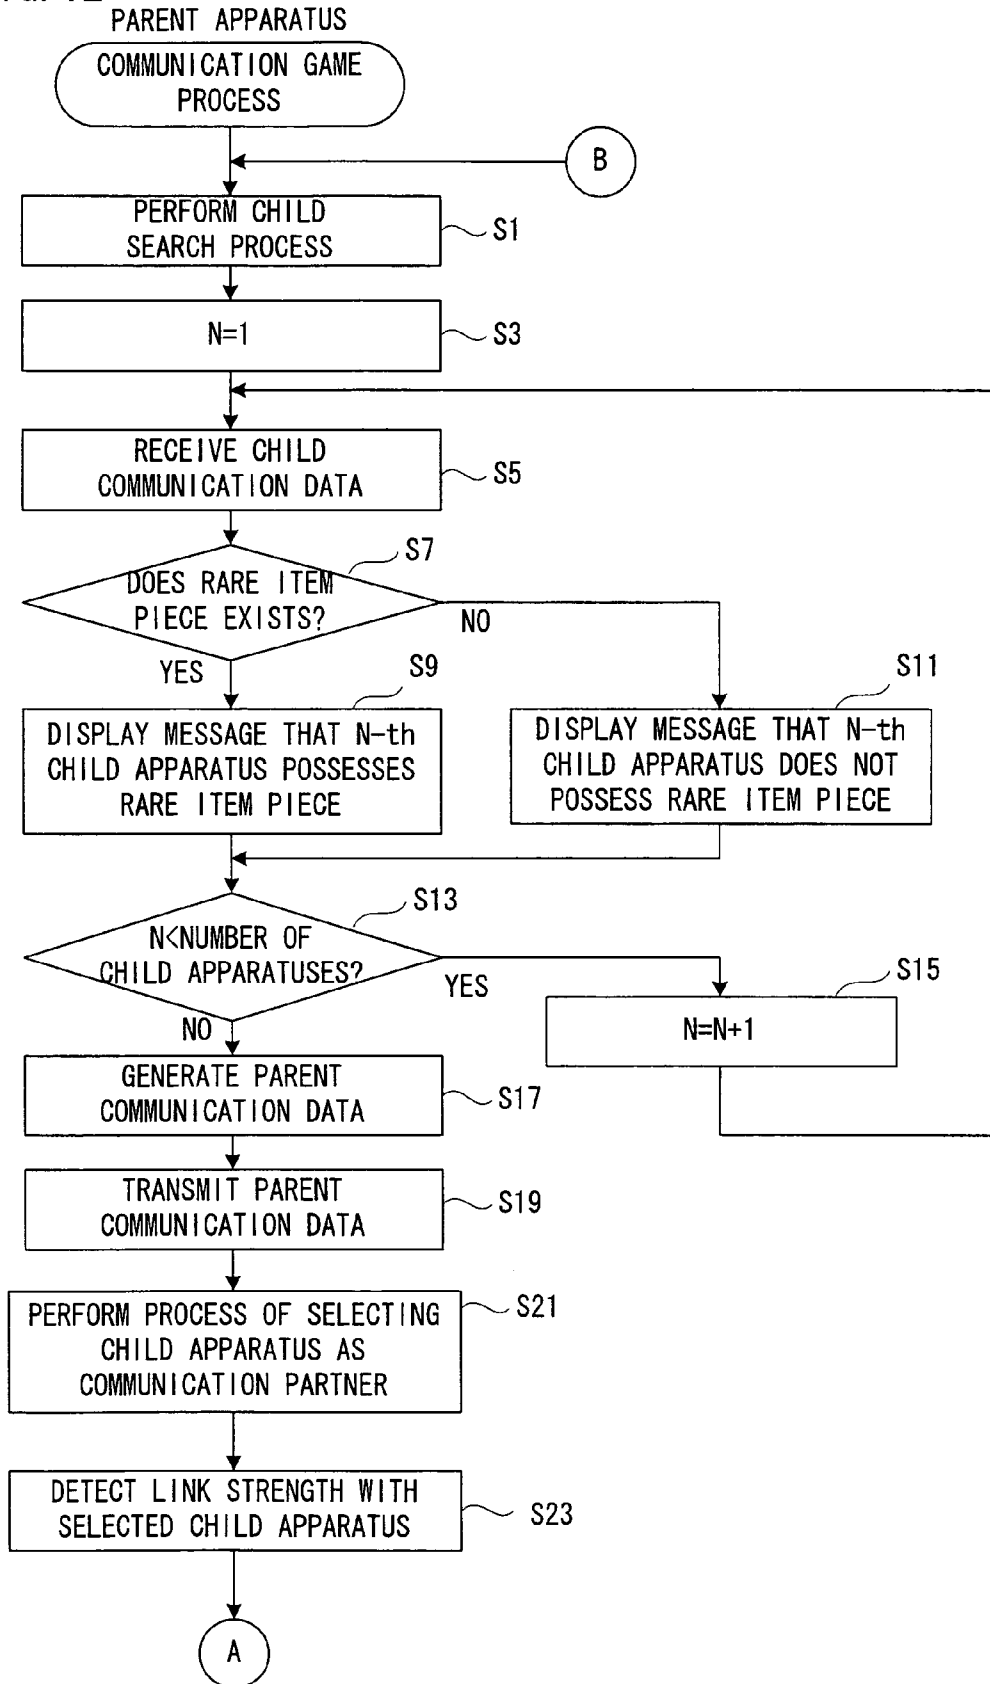 PARENT APPARATUS
COMMUNICATION GAME
PROCESS
B
PERFORM CHILD
SEARCH PROCESS
S1
N=1
S3
RECEIVE CHILD
COMMUNICATION DATA
S5
S7
DOES RARE ITEM
PIECE EXISTS?
NO
YES
S9
S11
DISPLAY MESSAGE THAT N-th
CHILD APPARATUS POSSESSES
RARE ITEM PIECE
DISPLAY MESSAGE THAT N-th
CHILD APPARATUS DOES NOT
POSSESS RARE ITEM PIECE
S13
N<NUMBER OF
CHILD APPARATUSES?
YES
S15
NO
N=N+1
GENERATE PARENT
COMMUNICATION DATA
S17
TRANSMIT PARENT
COMMUNICATION DATA
S19
PERFORM PROCESS OF SELECTING
CHILD APPARATUS AS
COMMUNICATION PARTNER
S21
DETECT LINK STRENGTH WITH
SELECTED CHILD APPARATUS
S23
A